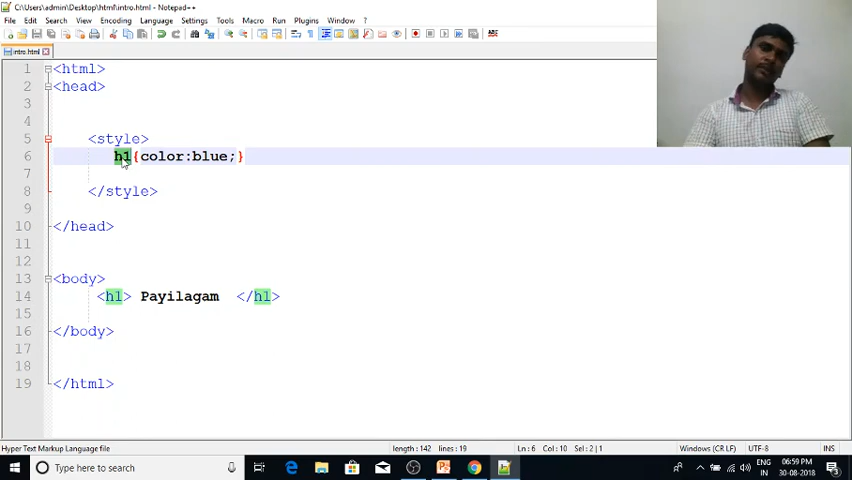 C:\Users\admin\Desktop\html\intro.html - Notepad++
File Edit Search View Encoding Language Settings Tools Macro Run Plugins Window ?
intro.html
1 <html>
2 <head>
3
4
5 <style>
6 h1{color:blue;}
7
8 </style>
9
10 </head>
11
12
13 <body>
14 <h1> Payilagam </h1>
15
16 </body>
17
18
19 </html>
Hyper Text Markup Language file length : 142 lines : 19 Ln : 6 Col : 10 Sel : 2 | 1 Windows (CR LF) UTF-8 INS
Type here to search
ENG 06:59 PM
IN 30-08-2018